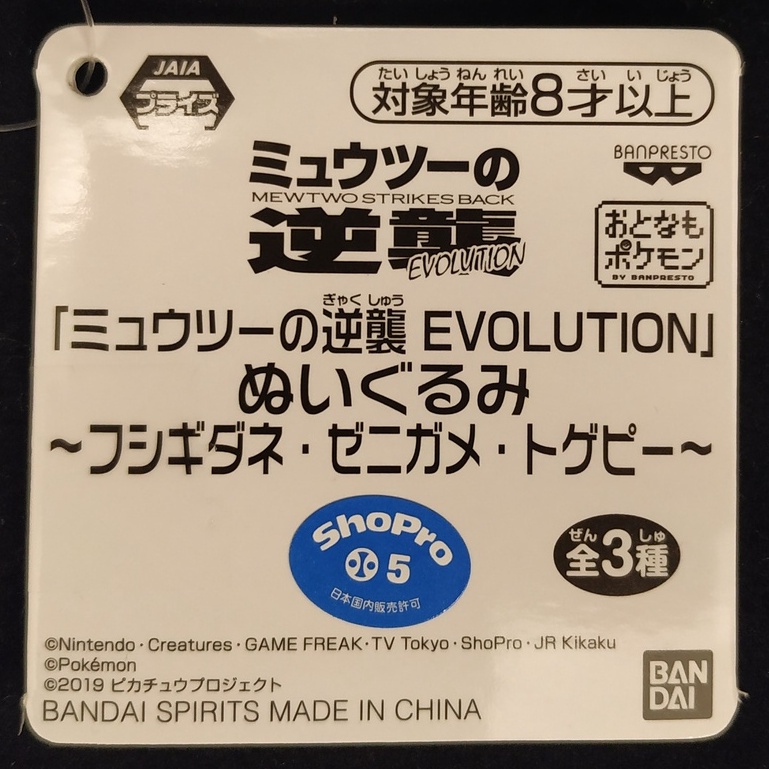 JAIA
プライズ
たいしょうねんれい さいいじょう
対象年齢8才以上
BANPRESTO
ミュウツーの
MEWTWO STRIKES BACK
逆襲
EVOLUTION
おとなも
ポケモン
BY BANPRESTO
ぎゃくしゅう
「ミュウツーの逆襲 EVOLUTION」
ぬいぐるみ
～フシギダネ・ゼニガメ・トゲピー～
ShoPro
5
日本国内販売許可
ぜん しゅ
全3種
©Nintendo・Creatures・GAME FREAK・TV Tokyo・ShoPro・JR Kikaku
©Pokémon
©2019 ピカチュウプロジェクト
BANDAI SPIRITS MADE IN CHINA
BAN
DAI